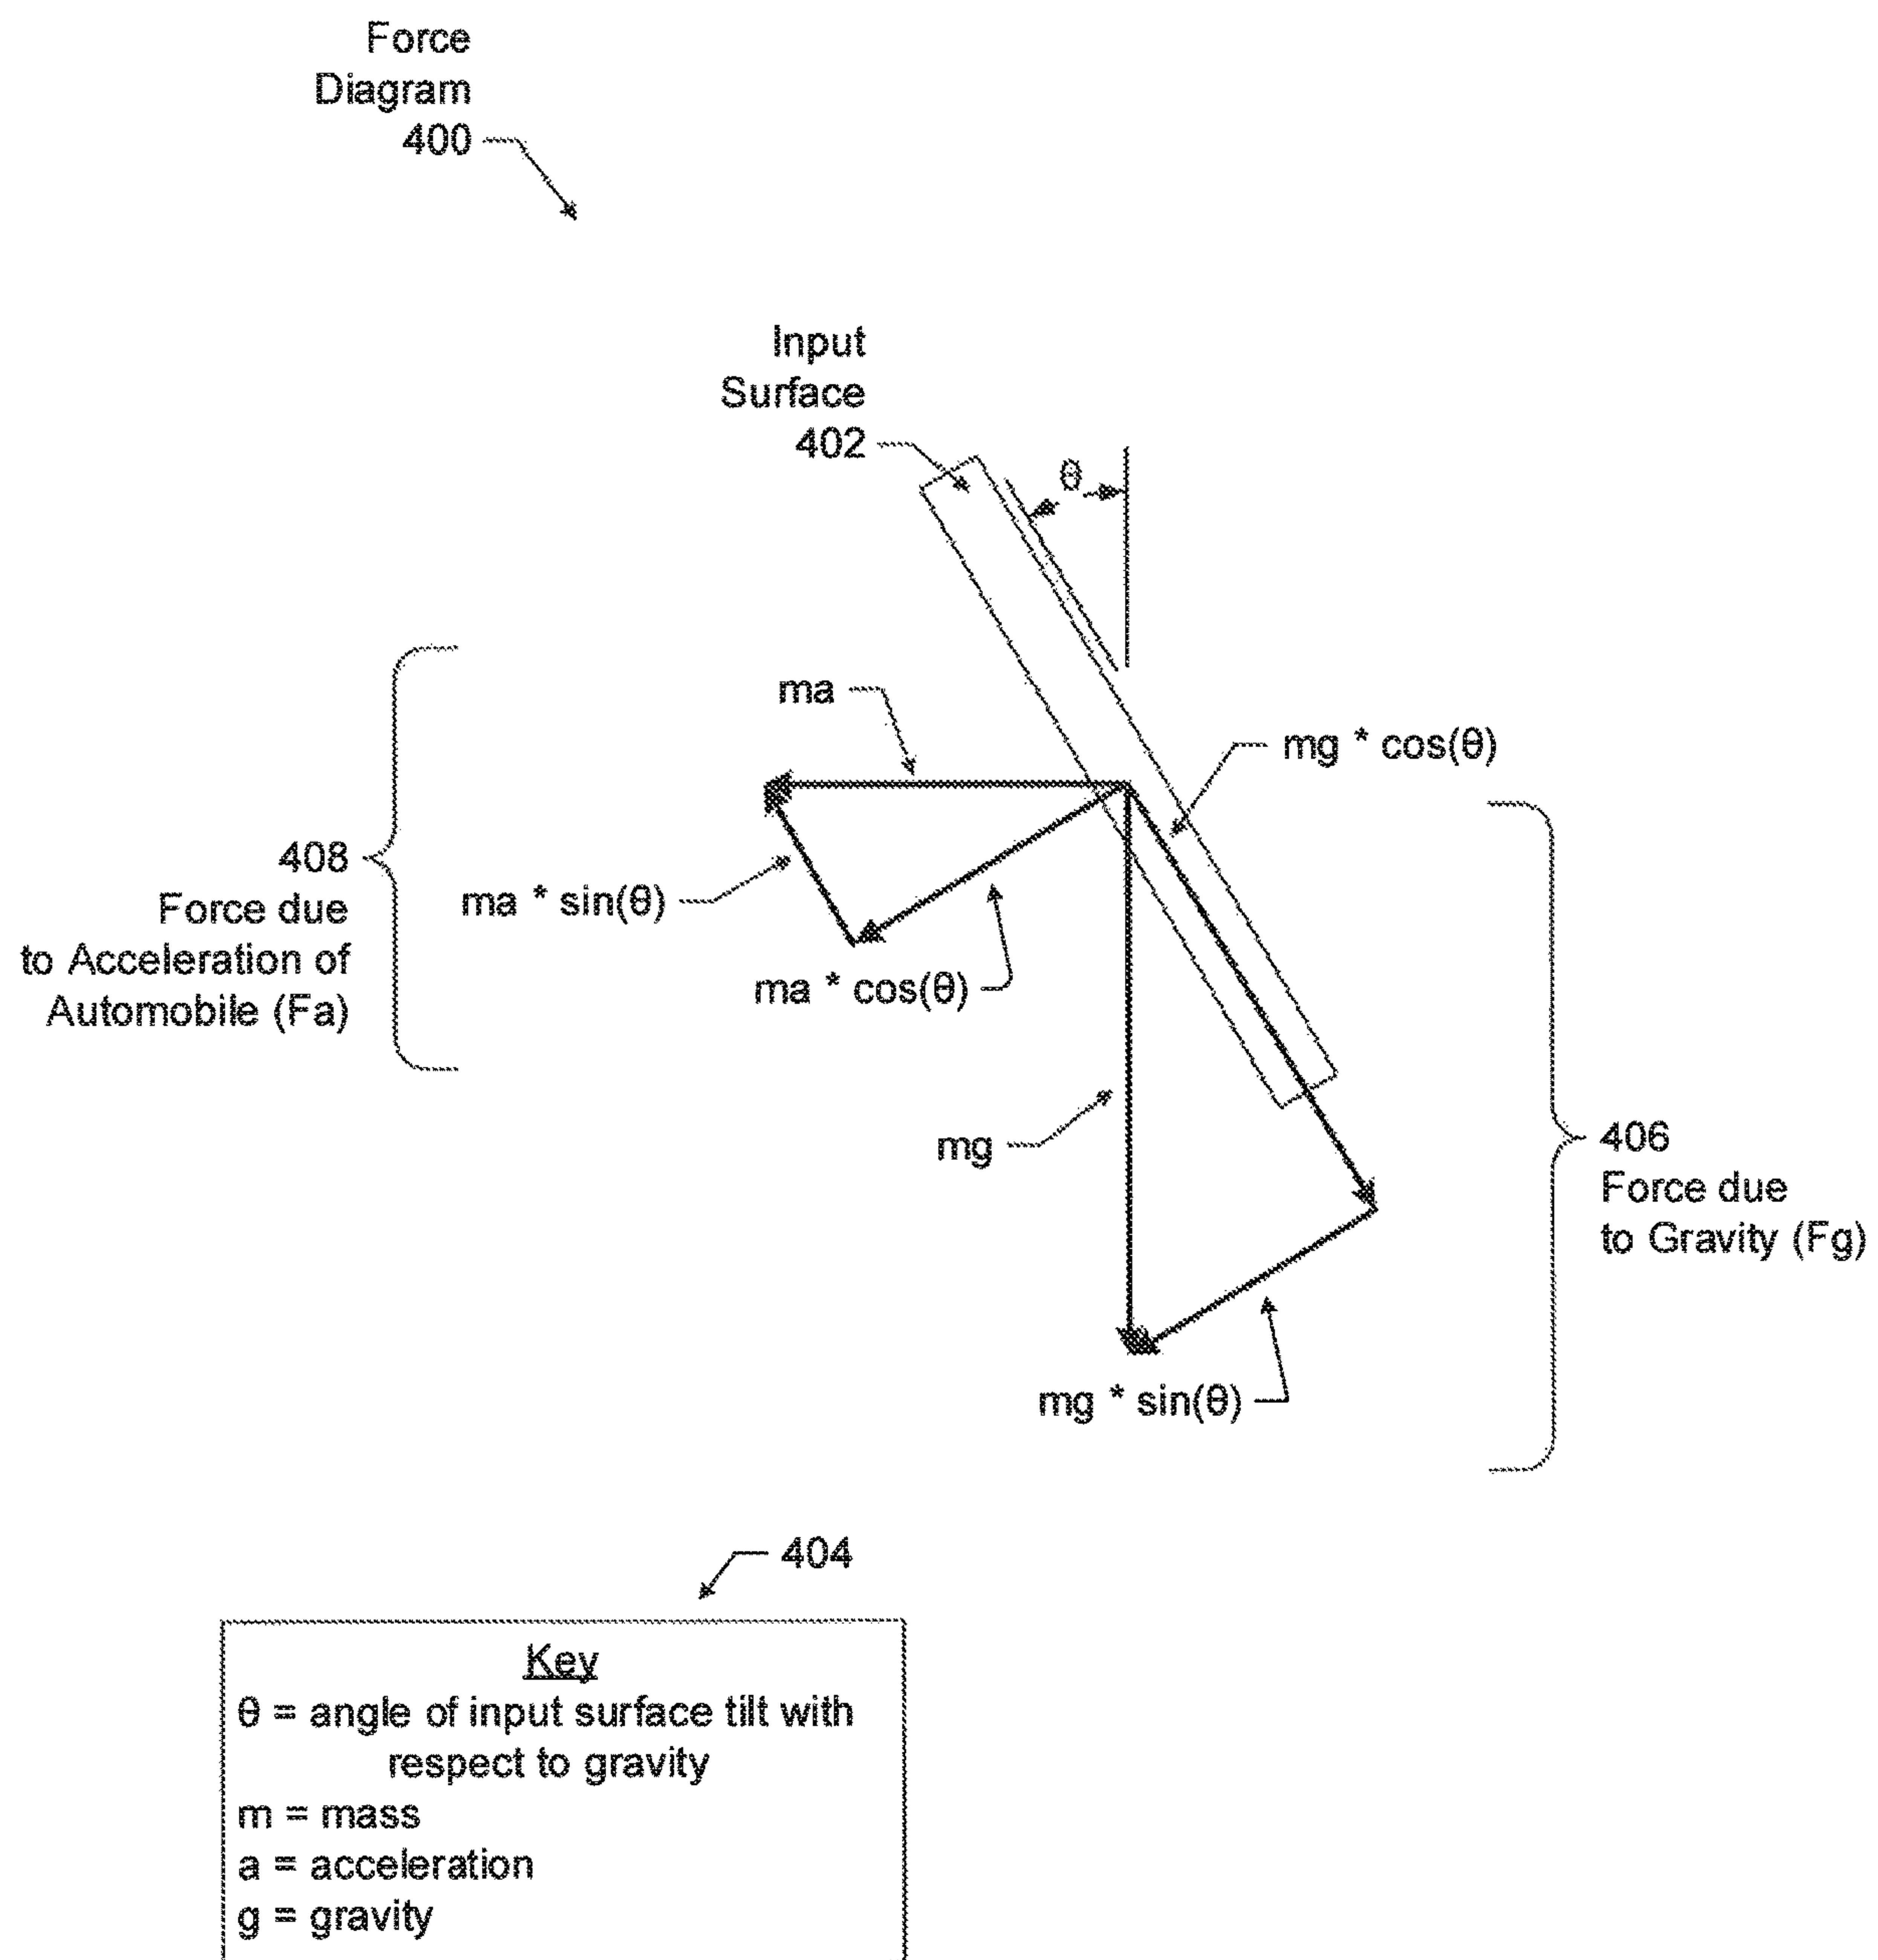 Force
Diagram
400
Input
Surface
402
θ
ma
mg * cos(θ)
408
Force due
to Acceleration of
Automobile (Fa)
ma * sin(θ)
ma * cos(θ)
mg
406
Force due
to Gravity (Fg)
mg * sin(θ)
404
Key
θ = angle of input surface tilt with
respect to gravity
m = mass
a = acceleration
g = gravity